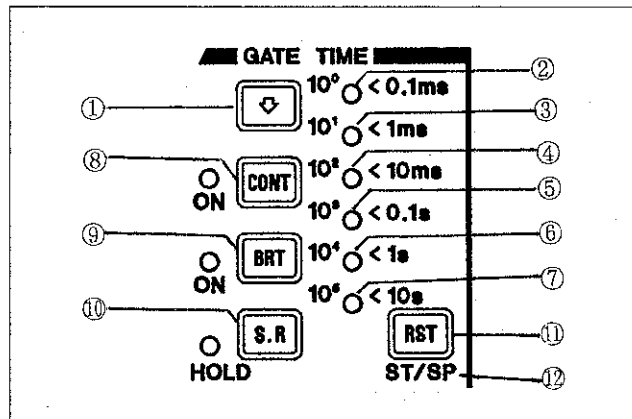 GATE TIME
② 10⁰ < 0.1ms
① ③ 10¹ < 1ms
⑧ CONT 10² ④ < 10ms
ON 10³ ⑤ < 0.1s
⑨ BRT 10⁴ ⑥ < 1s
ON 10⁵ ⑦ < 10s
⑩ S.R RST ⑪
HOLD ST/SP ⑫